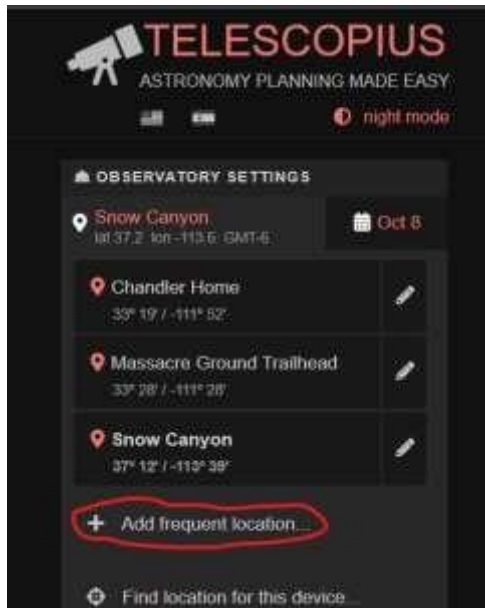 TELESCOPIUS
ASTRONOMY PLANNING MADE EASY
night mode
OBSERVATORY SETTINGS
Snow Canyon
lat 37.2 lon -113.6 GMT-6
Oct 8
Chandler Home
33° 19' / -111° 52'
Massacre Ground Trailhead
33° 28' / -111° 28'
Snow Canyon
37° 12' / -113° 39'
+ Add frequent location...
Find location for this device...